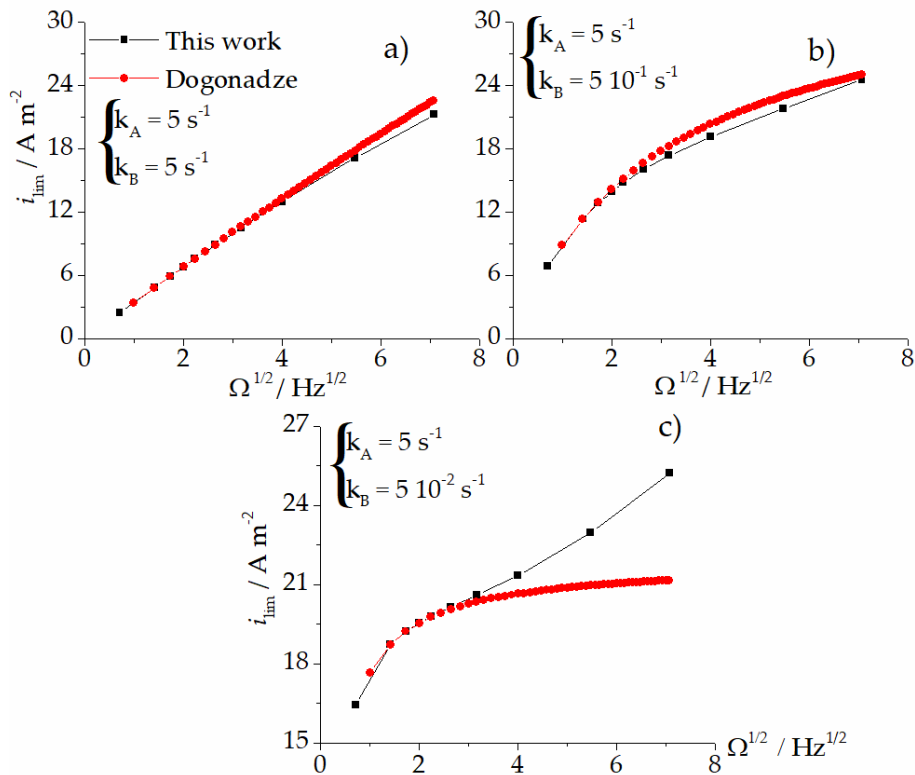 30
24
18
12
6
0
i_lim / A m^-2
This work
Dogonadze
a)
{ k_A = 5 s^-1
k_B = 5 s^-1
0 2 4 6 8
Ω^1/2 / Hz^1/2
30
24
18
12
6
0
{ k_A = 5 s^-1
k_B = 5 10^-1 s^-1
b)
0 2 4 6 8
Ω^1/2 / Hz^1/2
27
24
21
18
15
i_lim / A m^-2
{ k_A = 5 s^-1
k_B = 5 10^-2 s^-1
c)
0 2 4 6 8
Ω^1/2 / Hz^1/2